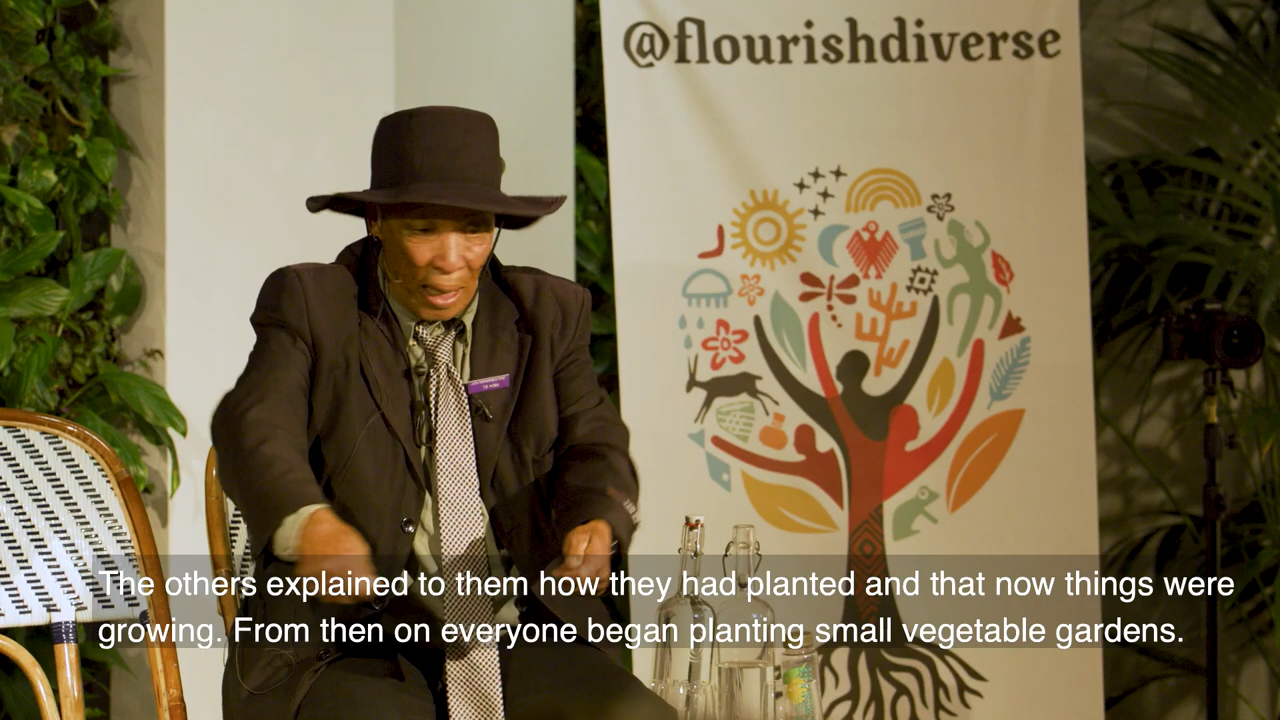 @flourishdiverse
The others explained to them how they had planted and that now things were
growing. From then on everyone began planting small vegetable gardens.